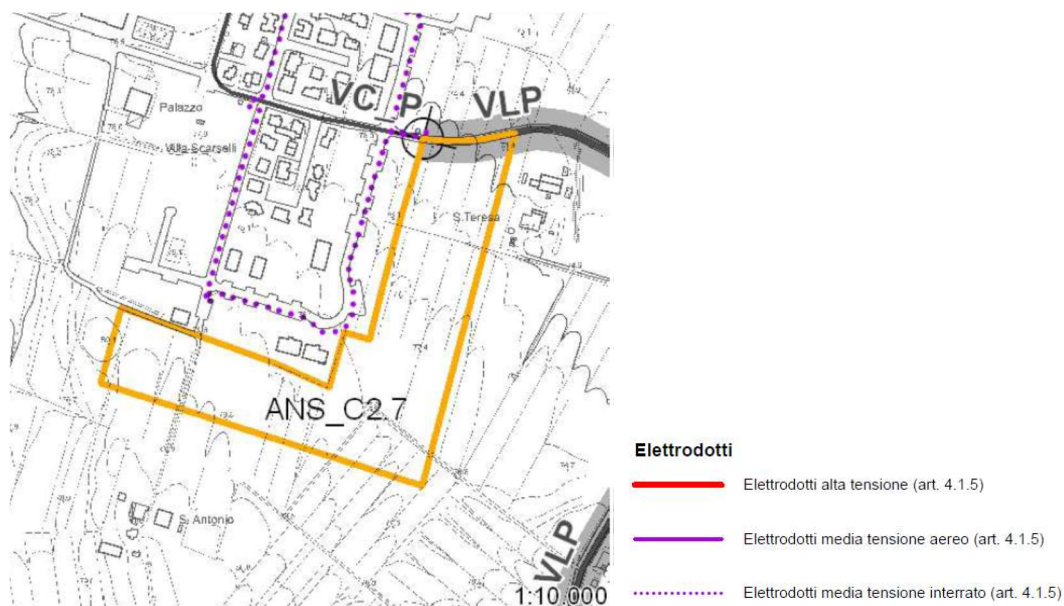 VC_P
VLP
Palazzo
Villa Scarselli
S. Teresa
ANS_C2.7
S. Antonio
VLP
1:10.000
Elettrodotti
Elettrodotti alta tensione (art. 4.1.5)
Elettrodotti media tensione aereo (art. 4.1.5)
Elettrodotti media tensione interrato (art. 4.1.5)